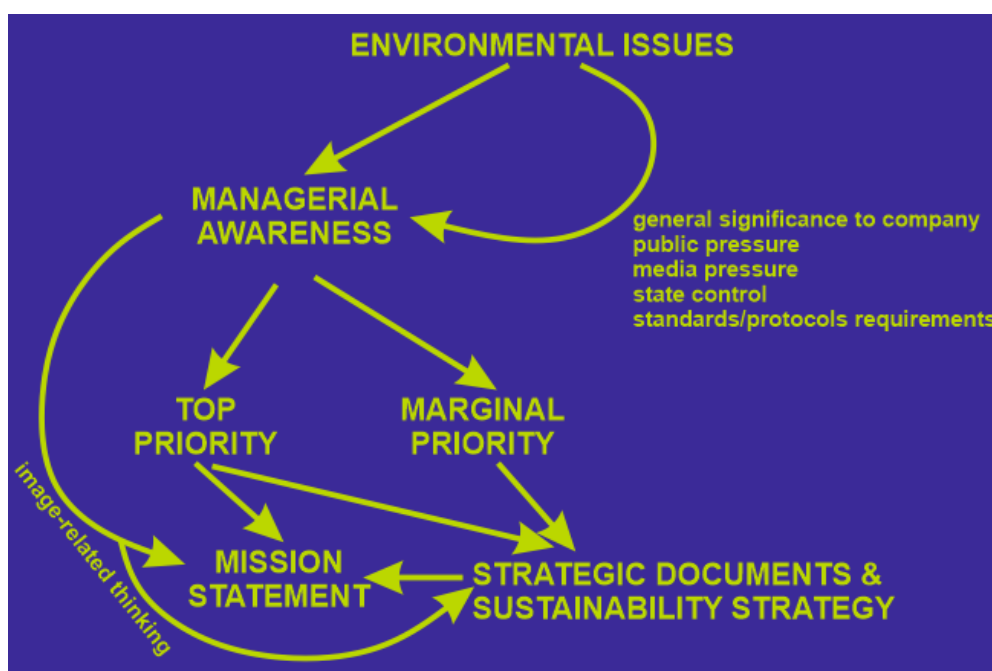 ENVIRONMENTAL ISSUES
MANAGERIAL
AWARENESS
general significance to company
public pressure
media pressure
state control
standards/protocols requirements
TOP
PRIORITY
MARGINAL
PRIORITY
image-related thinking
MISSION
STATEMENT
STRATEGIC DOCUMENTS &
SUSTAINABILITY STRATEGY